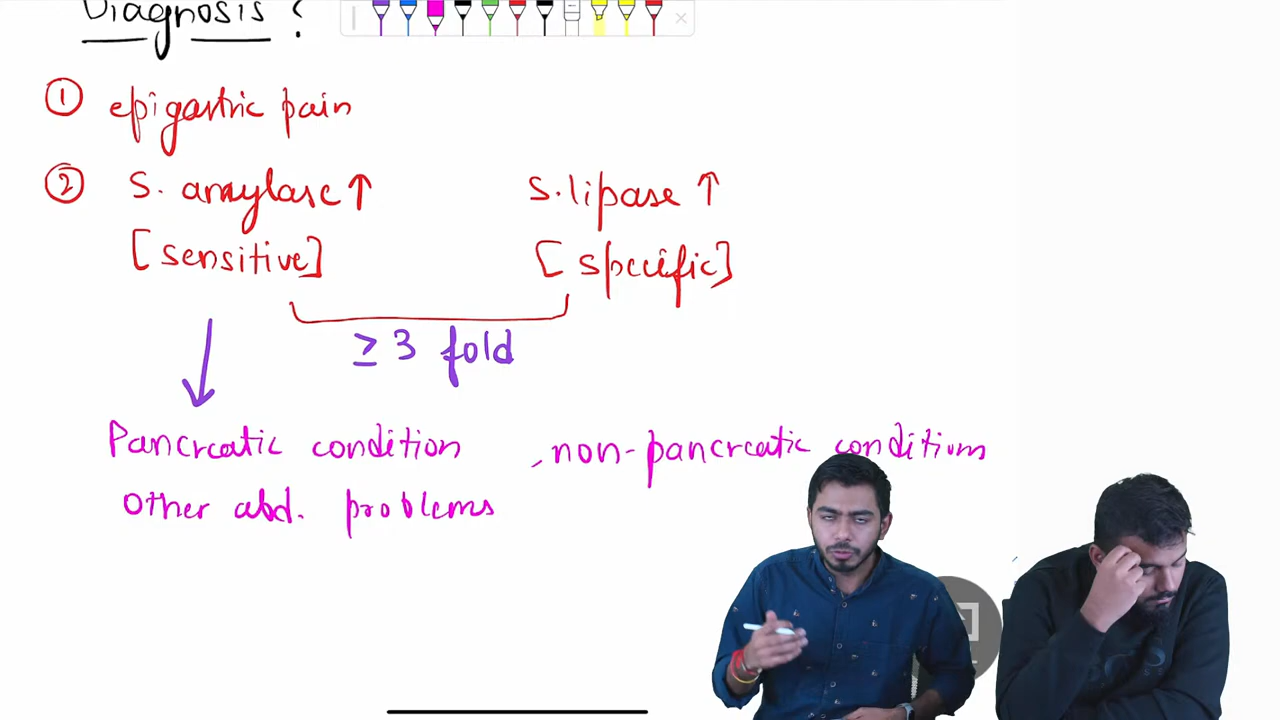 Diagnosis?
① epigastric pain
② S. amylase ↑ S. lipase ↑
[sensitive] [specific]
≥ 3 fold
Pancreatic condition, non-pancreatic conditions
Other abd. problems